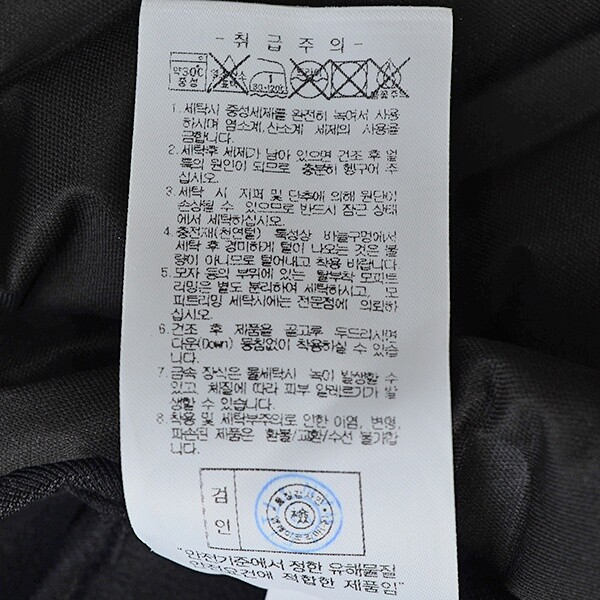 - 취 급 주 의 -
약30℃ 중성
1. 세탁시 중성세제를 완전히 녹여서 사용
하시며 염소계,산소계 세제의 사용을
금합니다.
2. 세탁후 세제가 남아 있으면 건조 후 얼
룩의 원인이 되므로 충분히 헹구어 주
십시오.
3. 세탁 시 지퍼 및 단추에 의해 원단이
손상될 수 있으므로 반드시 잠근 상태
에서 세탁하십시오.
4. 충전재(천연털) 특성상 바늘구멍에서
세탁 후 경미하게 털이 나오는 것은 불
량이 아니므로 털어내고 착용 바랍니다.
5. 모자 등의 부위에 있는 탈부착 모피트
리밍은 별도 분리하여 세탁하시고, 모
피트리밍 세탁시에는 전문점에 의뢰하
십시오.
6. 건조 후 제품을 골고루 두드리시면
다운(Down) 뭉침없이 착용하실 수 있습
니다.
7. 금속 장식은 물세탁시 녹이 발생할 수
있고, 체질에 따라 피부 알레르기가 발
생할 수 있습니다.
8. 착용 및 세탁부주의로 인한 이염, 변형,
파손된 제품은 환불/교환/수선 불가합
니다.
검
인
檢
"안전기준에서 정한 유해물질
안전요건에 적합한 제품임"